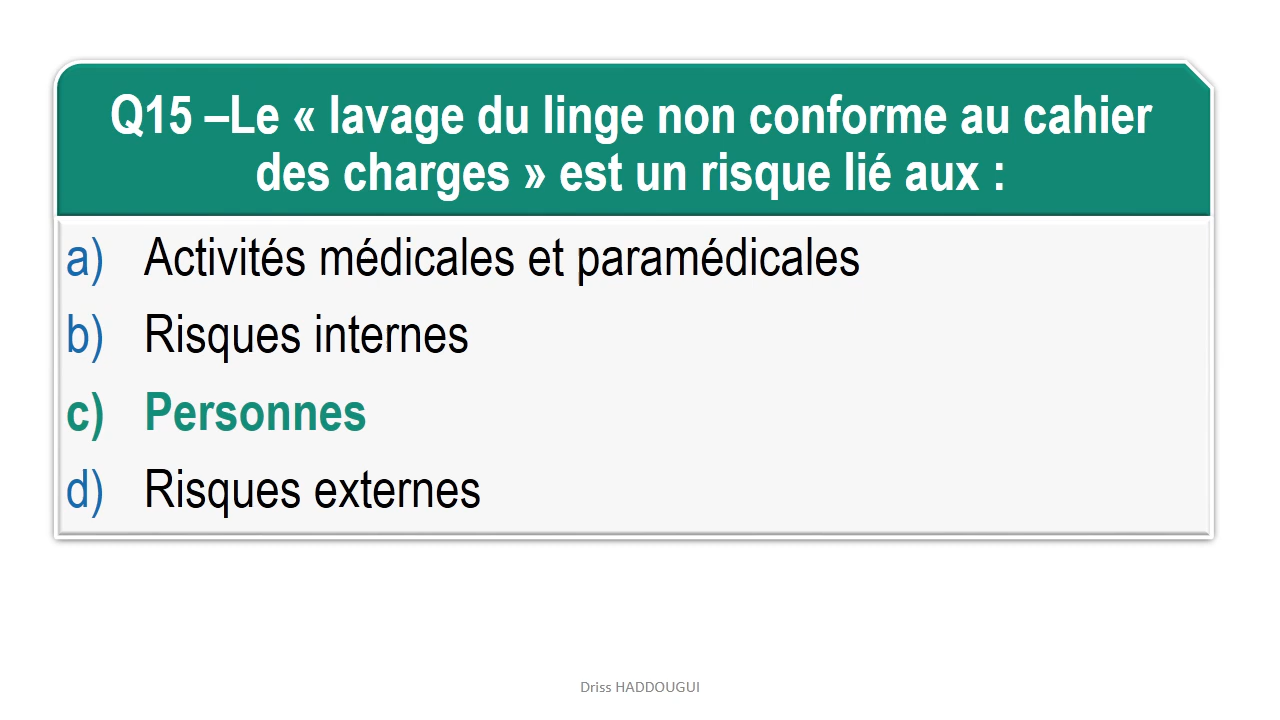 Q15 –Le « lavage du linge non conforme au cahier
des charges » est un risque lié aux :
a) Activités médicales et paramédicales
b) Risques internes
c) Personnes
d) Risques externes
Driss HADDOUGUI